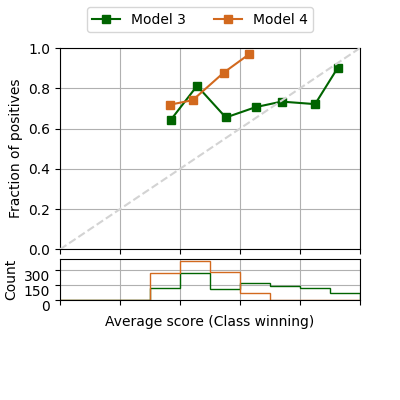 Model 3 Model 4
1.0
0.8
0.6
0.4
0.2
0.0
Fraction of positives
300
150
0
Count
Average score (Class winning)